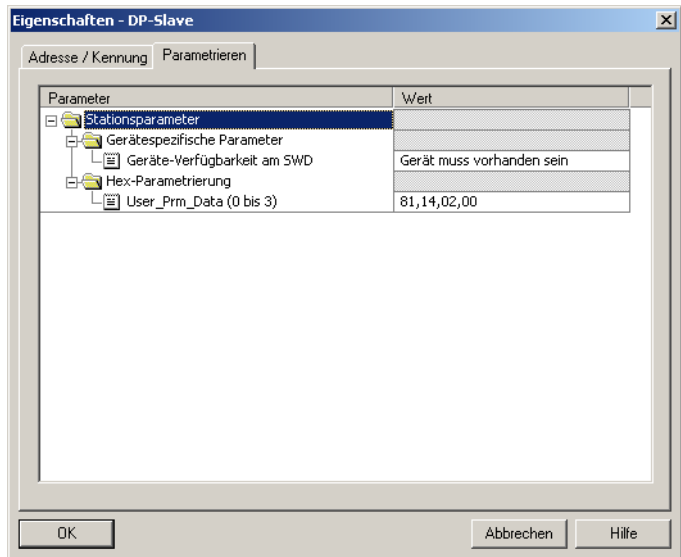 Eigenschaften - DP-Slave
Adresse / Kennung Parametrieren
Parameter Wert
Stationsparameter
Gerätespezifische Parameter
Geräte-Verfügbarkeit am SWD Gerät muss vorhanden sein
Hex-Parametrierung
User_Prm_Data (0 bis 3) 81,14,02,00
OK Abbrechen Hilfe